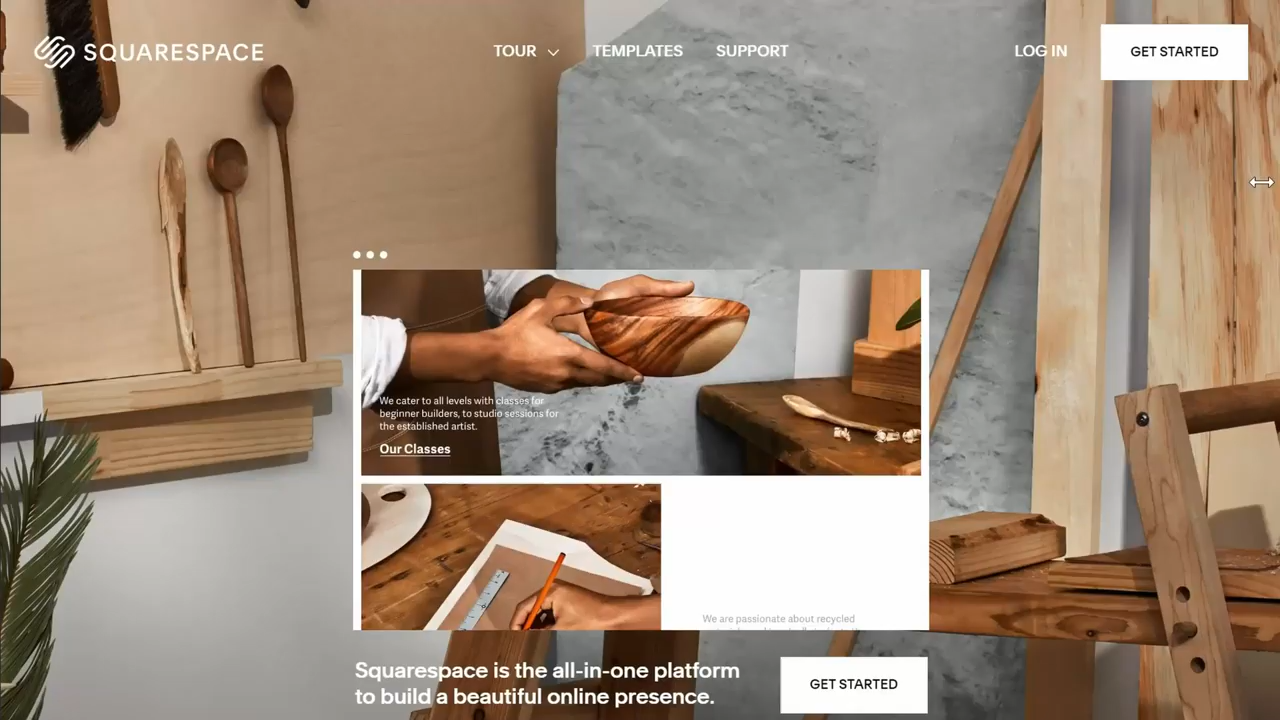 SQUARESPACE
TOUR
TEMPLATES
SUPPORT
LOG IN
GET STARTED
We cater to all levels with classes for
beginner builders, to studio sessions for
the established artist.
Our Classes
We are passionate about recycled
Squarespace is the all-in-one platform
to build a beautiful online presence.
GET STARTED